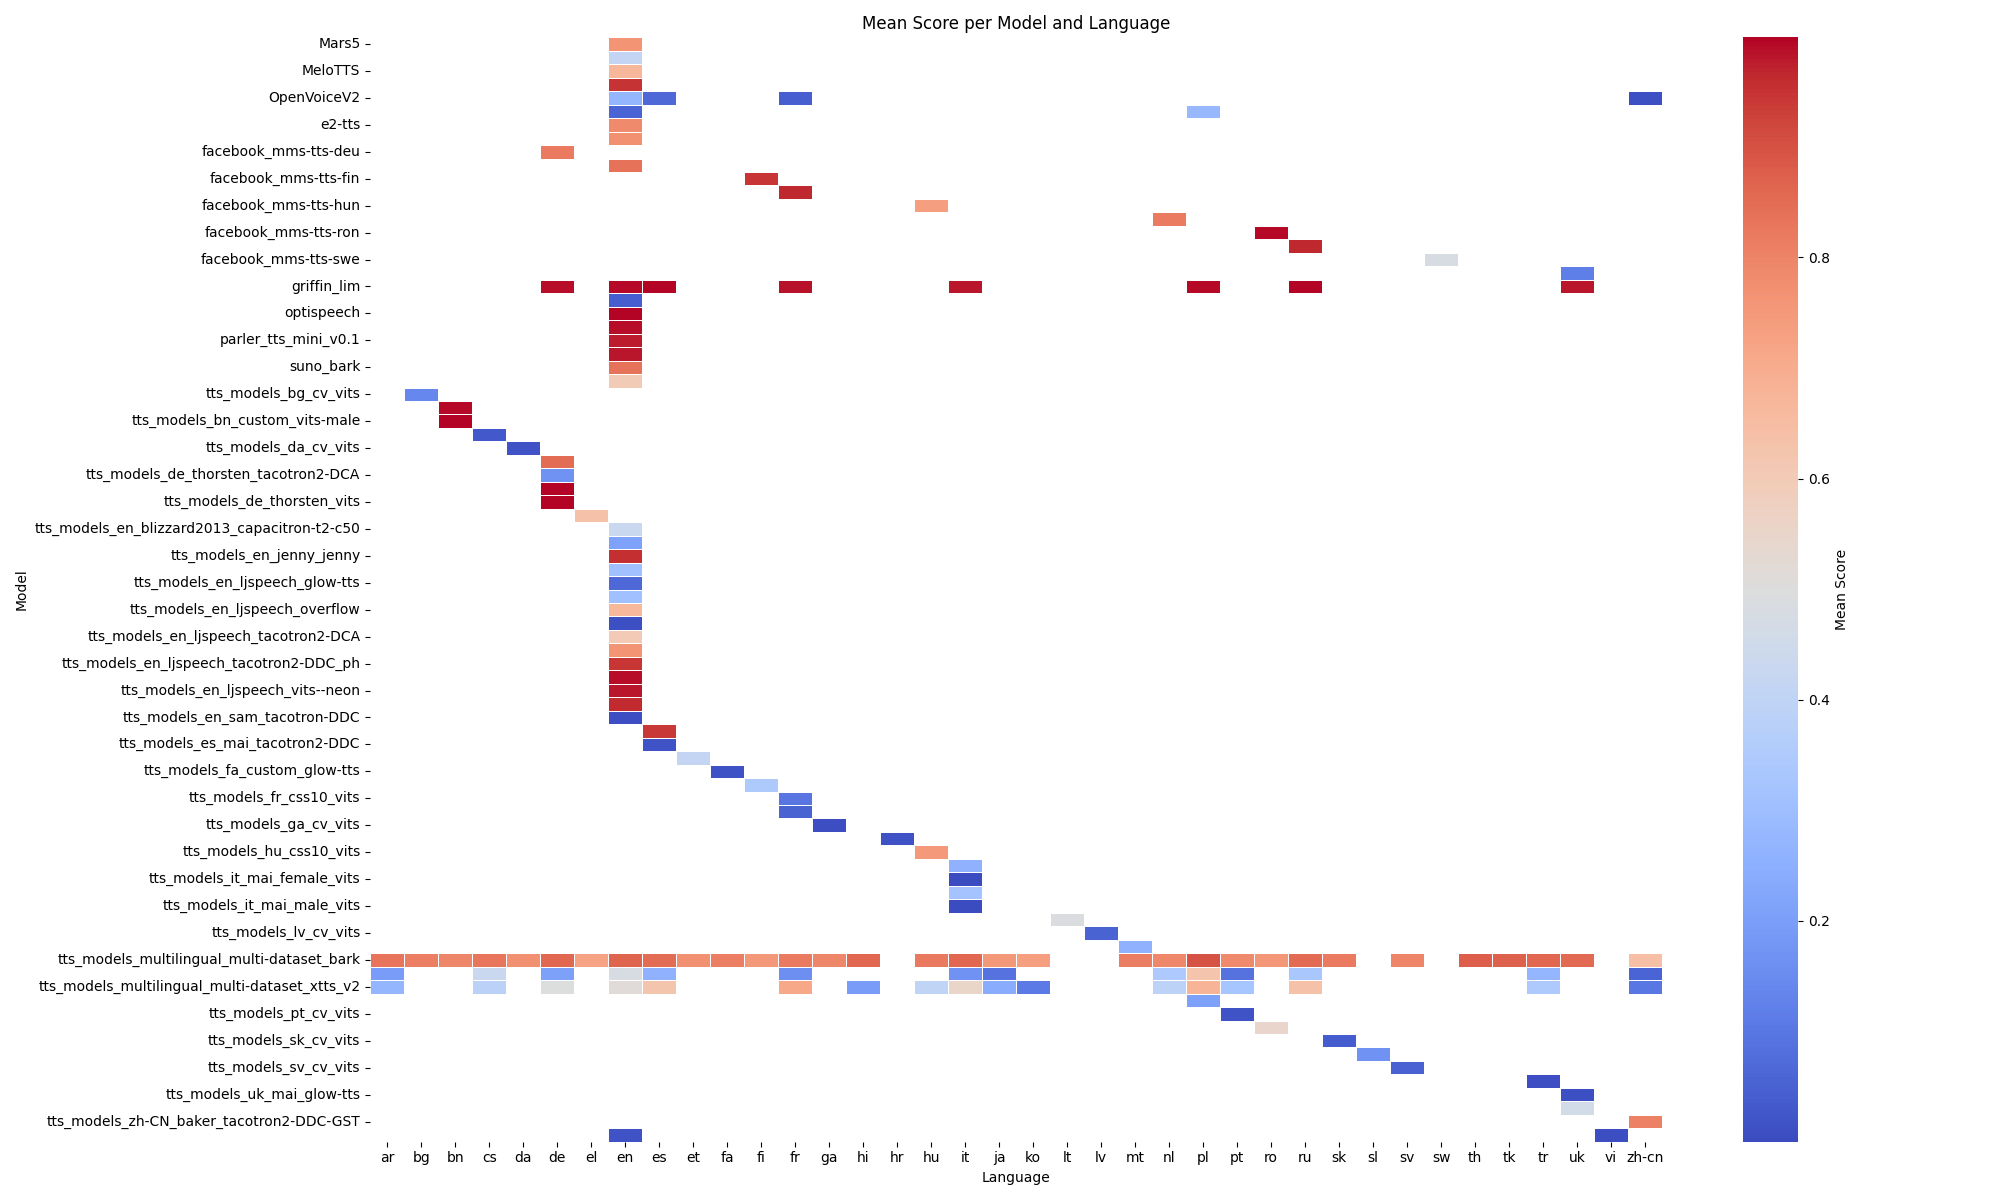 Mean Score per Model and Language
Mars5
MeloTTS
OpenVoiceV2
e2-tts
facebook_mms-tts-deu
facebook_mms-tts-fin
facebook_mms-tts-hun
facebook_mms-tts-ron
facebook_mms-tts-swe
griffin_lim
optispeech
parler_tts_mini_v0.1
suno_bark
tts_models_bg_cv_vits
tts_models_bn_custom_vits-male
tts_models_da_cv_vits
tts_models_de_thorsten_tacotron2-DCA
tts_models_de_thorsten_vits
tts_models_en_blizzard2013_capacitron-t2-c50
tts_models_en_jenny_jenny
tts_models_en_ljspeech_glow-tts
tts_models_en_ljspeech_overflow
tts_models_en_ljspeech_tacotron2-DCA
tts_models_en_ljspeech_tacotron2-DDC_ph
tts_models_en_ljspeech_vits--neon
tts_models_en_sam_tacotron-DDC
tts_models_es_mai_tacotron2-DDC
tts_models_fa_custom_glow-tts
tts_models_fr_css10_vits
tts_models_ga_cv_vits
tts_models_hu_css10_vits
tts_models_it_mai_female_vits
tts_models_it_mai_male_vits
tts_models_lv_cv_vits
tts_models_multilingual_multi-dataset_bark
tts_models_multilingual_multi-dataset_xtts_v2
tts_models_pt_cv_vits
tts_models_sk_cv_vits
tts_models_sv_cv_vits
tts_models_uk_mai_glow-tts
tts_models_zh-CN_baker_tacotron2-DDC-GST
Model
ar bg bn cs da de el en es et fa fi fr ga hi hr hu it ja ko lt lv mt nl pl pt ro ru sk sl sv sw th tk tr uk vi zh-cn
Language
0.8
0.6
0.4
0.2
Mean Score